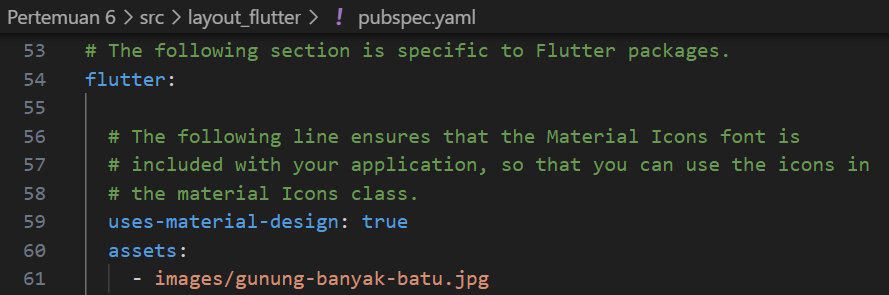 Pertemuan 6 > src > layout_flutter > ! pubspec.yaml
53 # The following section is specific to Flutter packages.
54 flutter:
55
56 # The following line ensures that the Material Icons font is
57 # included with your application, so that you can use the icons in
58 # the material Icons class.
59 uses-material-design: true
60 assets:
61 - images/gunung-banyak-batu.jpg